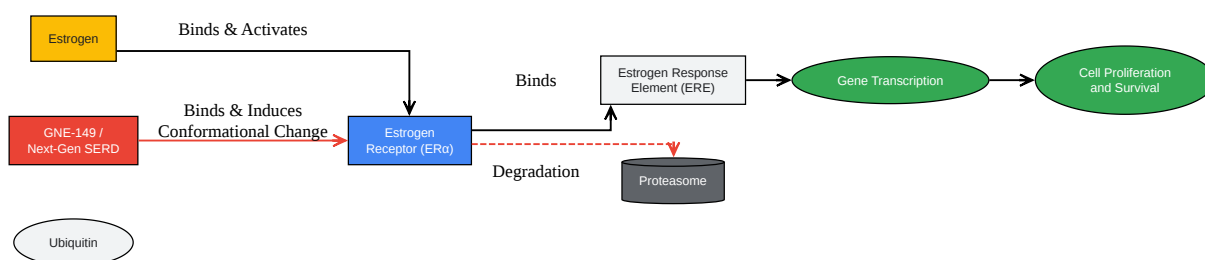 Estrogen
Binds & Activates
GNE-149 /
Next-Gen SERD
Binds & Induces
Conformational Change
Estrogen
Receptor (ERα)
Binds
Estrogen Response
Element (ERE)
Gene Transcription
Cell Proliferation
and Survival
Degradation
Proteasome
Ubiquitin